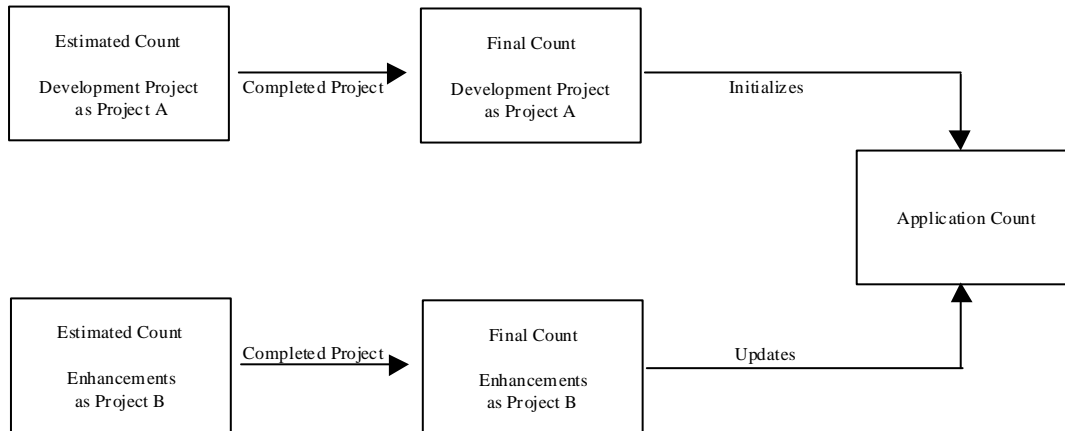 Estimated Count
Development Project
as Project A
Completed Project
Final Count
Development Project
as Project A
Initializes
Application Count
Estimated Count
Enhancements
as Project B
Completed Project
Final Count
Enhancements
as Project B
Updates